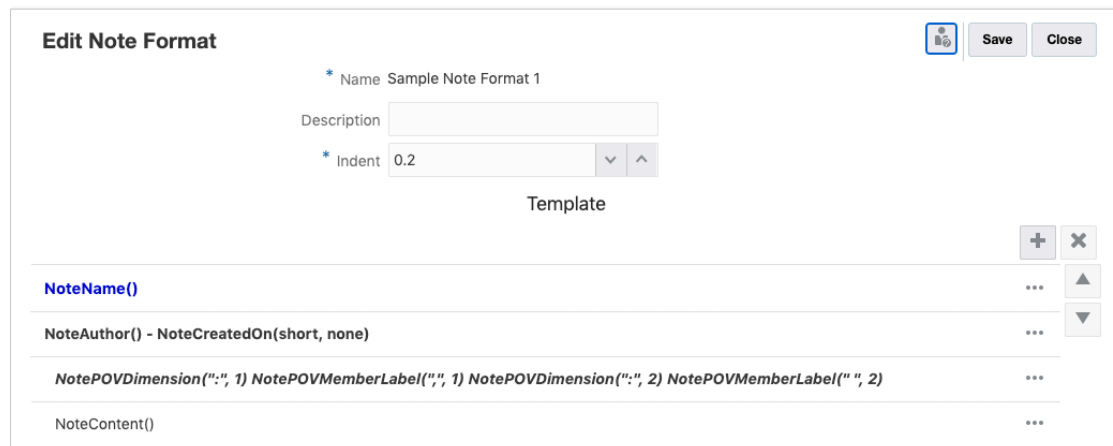 Edit Note Format
Save
Close
* Name Sample Note Format 1
Description
* Indent 0.2
Template
NoteName()
NoteAuthor() - NoteCreatedOn(short, none)
NotePOVDimension(":", 1) NotePOVMemberLabel(",", 1) NotePOVDimension(":", 2) NotePOVMemberLabel(" ", 2)
NoteContent()